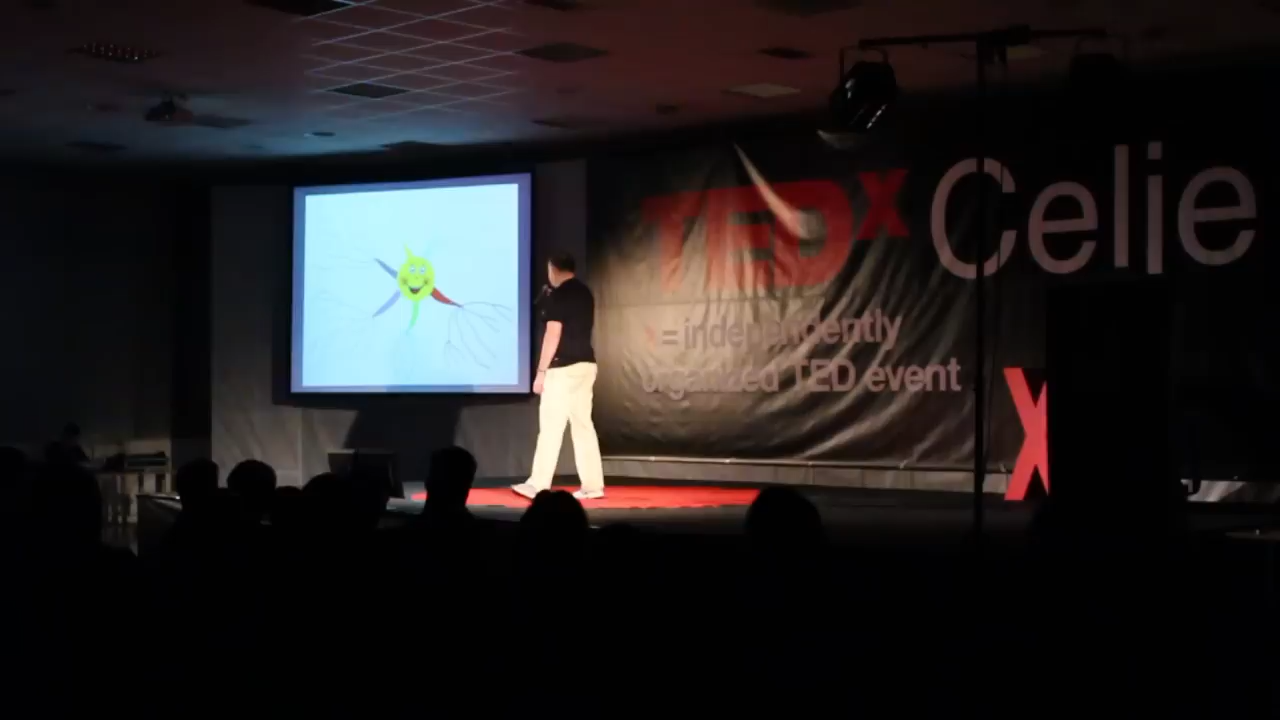 TEDx Celje
x = independently
organized TED event
X